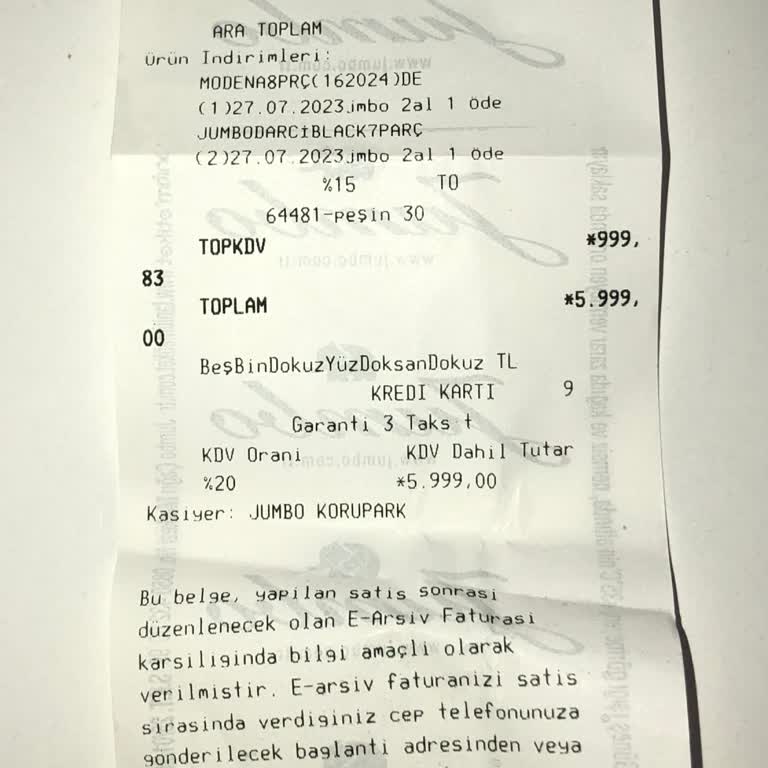 ARA TOPLAM
Ürün İndirimleri:
MODENA8PRÇ(162024)DE
(1)27.07.2023jmbo 2al 1 öde
JUMBODARCİBLACK7PARÇ
(2)27.07.2023jmbo 2al 1 öde
%15 TO
64481-peşin 30
TOPKDV *999,
83
TOPLAM *5.999,
00
BeşBinDokuzYüzDoksanDokuz TL
KREDI KARTI 9
Garanti 3 Taks t
KDV Orani KDV Dahil Tutar
%20 *5.999,00
Kasiyer: JUMBO KORUPARK
Bu belge, yapilan satis sonrasi
düzenlenecek olan E-Arsiv Faturasi
karsiliginda bilgi amaçli olarak
verilmistir. E-arsiv faturanizi satis
sirasinda verdiginiz cep telefonunuza
gönderilecek baglanti adresinden veya